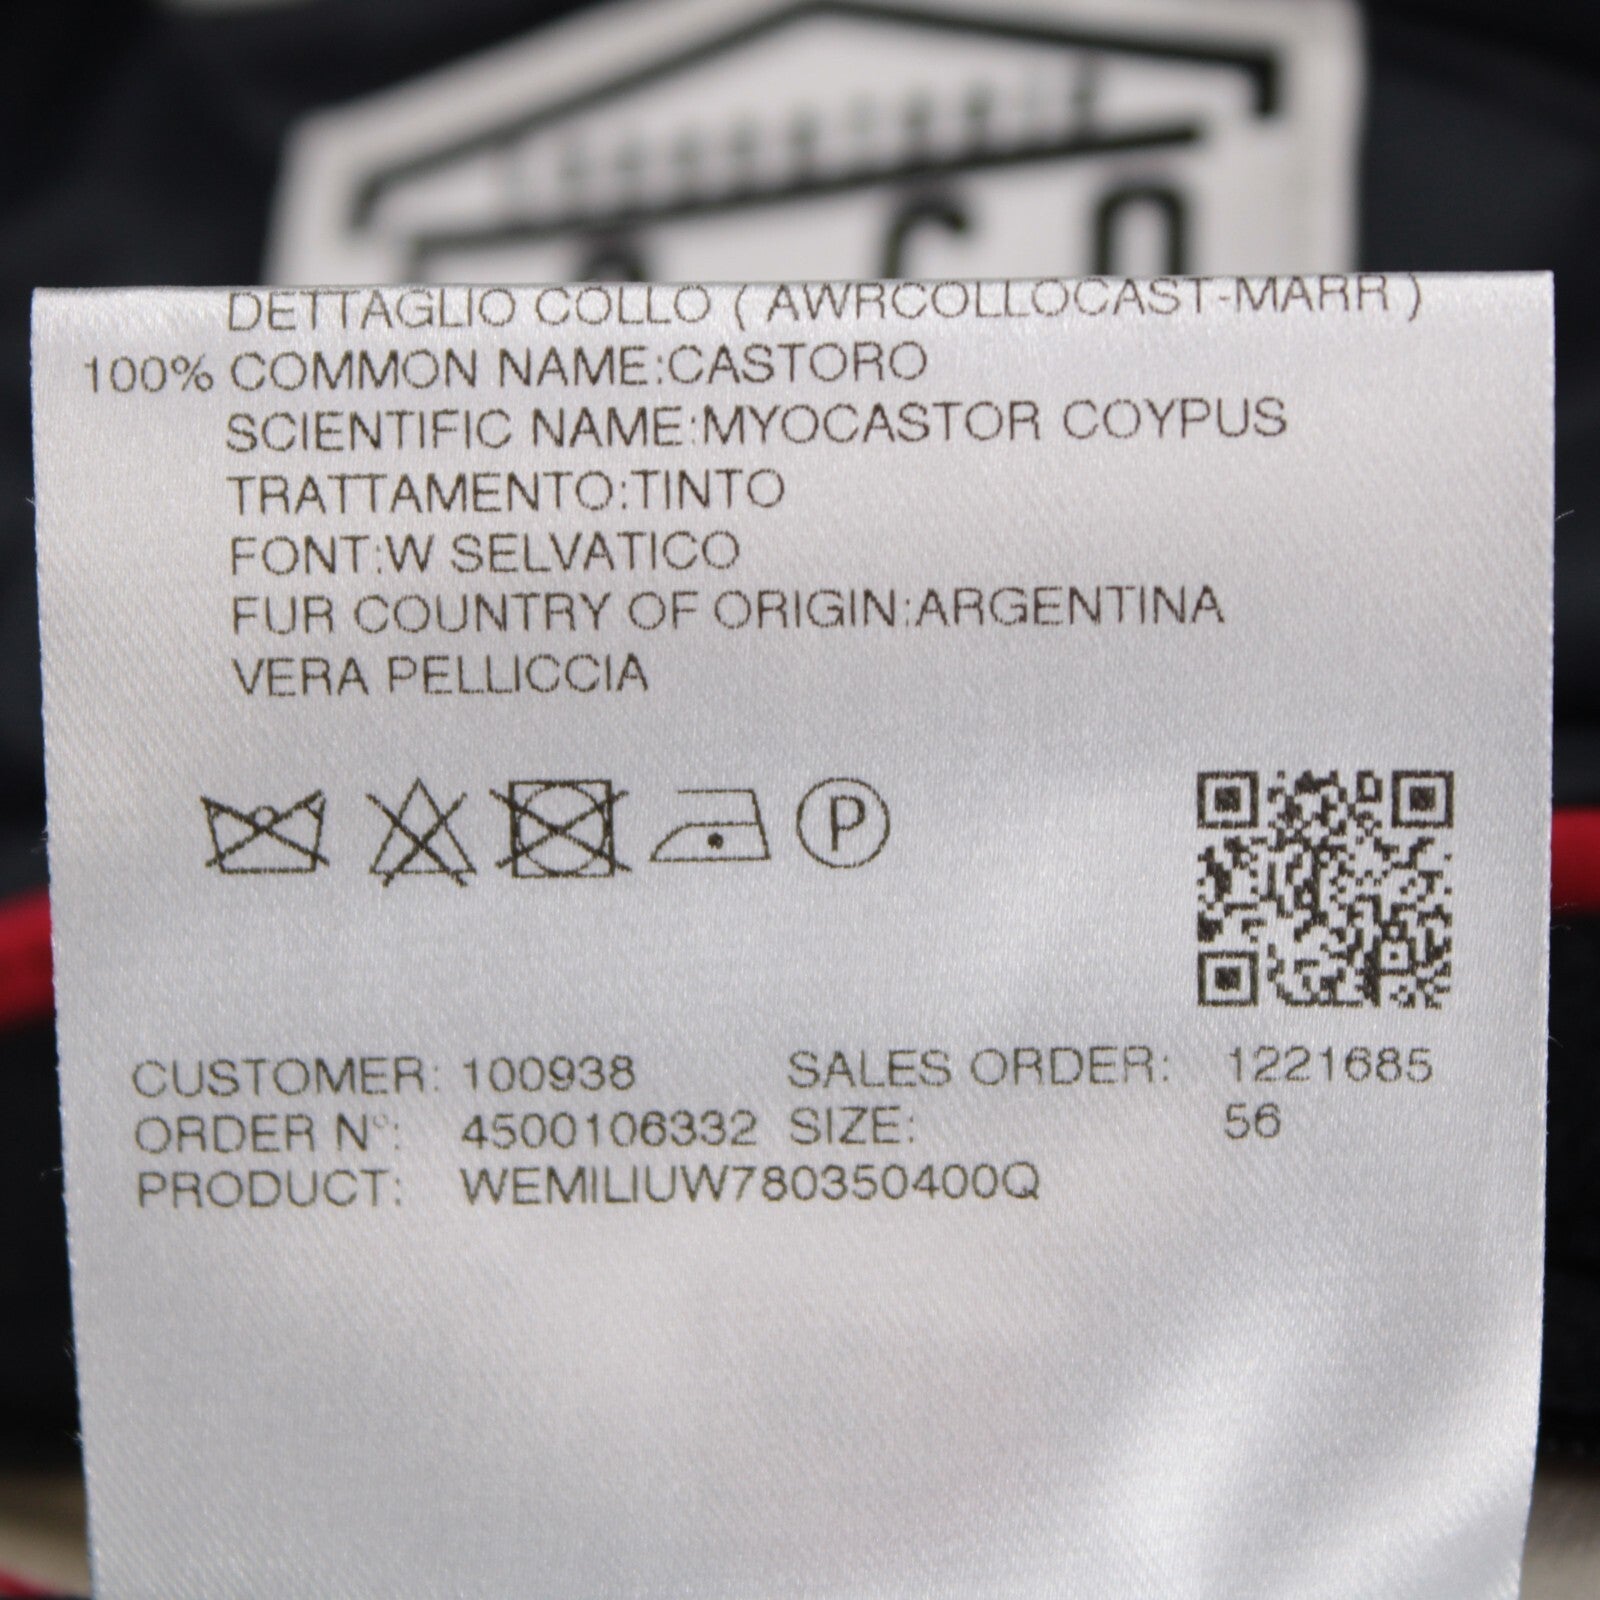 DETTAGLIO COLLO ( AWRCOLLOCAST-MARR )
100% COMMON NAME:CASTORO
SCIENTIFIC NAME:MYOCASTOR COYPUS
TRATTAMENTO:TINTO
FONT:W SELVATICO
FUR COUNTRY OF ORIGIN:ARGENTINA
VERA PELLICCIA
P
CUSTOMER: 100938 SALES ORDER: 1221685
ORDER N°: 4500106332 SIZE: 56
PRODUCT: WEMILIUW780350400Q